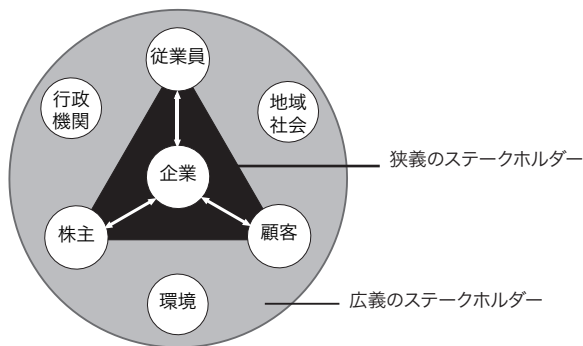 従業員
行政
機関
地域
社会
企業
狭義のステークホルダー
株主
顧客
環境
広義のステークホルダー